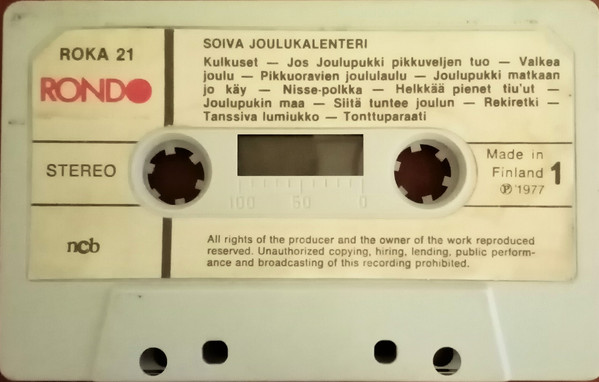 ROKA 21
RONDO
STEREO
ncb
SOIVA JOULUKALENTERI
Kulkuset — Jos Joulupukki pikkuveljen tuo — Valkea
joulu — Pikkuoravien joululaulu — Joulupukki matkaan
jo käy — Nisse-polkka — Helkkää pienet tiu'ut —
Joulupukin maa — Siitä tuntee joulun — Rekiretki —
Tanssiva lumiukko — Tonttuparaati
100 50 0
Made in
Finland
℗ 1977
1
All rights of the producer and the owner of the work reproduced
reserved. Unauthorized copying, hiring, lending, public perform-
ance and broadcasting of this recording prohibited.